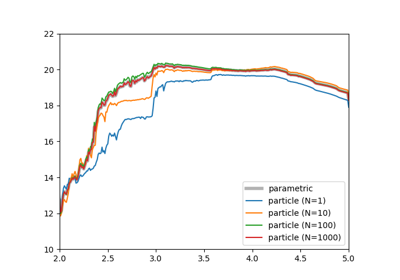 22
20
18
16
14
12
10
2.0 2.5 3.0 3.5 4.0 4.5 5.0
parametric
particle (N=1)
particle (N=10)
particle (N=100)
particle (N=1000)